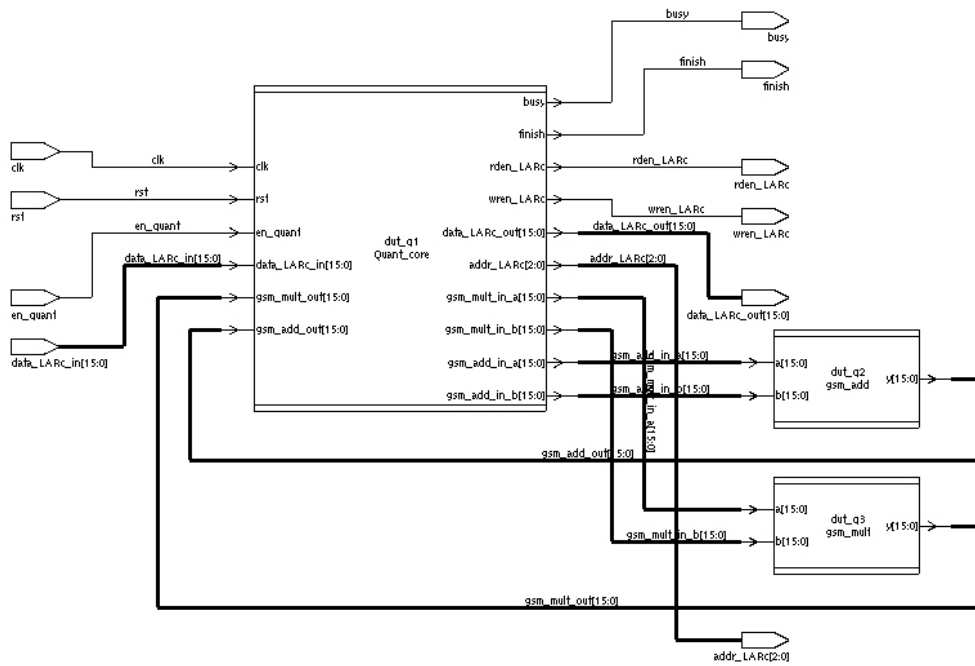 busy
busy
finish
finish
busy
finish
clk
clk
clk
rden_LARc
rden_LARc
rden_LARc
rst
rst
rst
wren_LARc
wren_LARc
wren_LARc
en_quant
en_quant
data_LARc_out[15:0]
data_LARc_out[15:0]
dut_q1
Quant_core
data_LARc_in[15:0]
data_LARc_in[15:0]
addr_LARc[2:0]
addr_LARc[2:0]
gsm_mult_out[15:0]
gsm_mult_in_a[15:0]
en_quant
data_LARc_out[15:0]
gsm_add_out[15:0]
gsm_mult_in_b[15:0]
data_LARc_in[15:0]
gsm_add_in_a[15:0]
gsm_add_in_a[15:0]
a[15:0]
dut_q2
gsm_add
y[15:0]
gsm_add_in_b[15:0]
gsm_add_in_b[15:0]
b[15:0]
gsm_mult_in_a[15:0]
gsm_add_out[15:0]
a[15:0]
dut_q3
gsm_mult
y[15:0]
gsm_mult_in_b[15:0]
b[15:0]
gsm_mult_out[15:0]
addr_LARc[2:0]